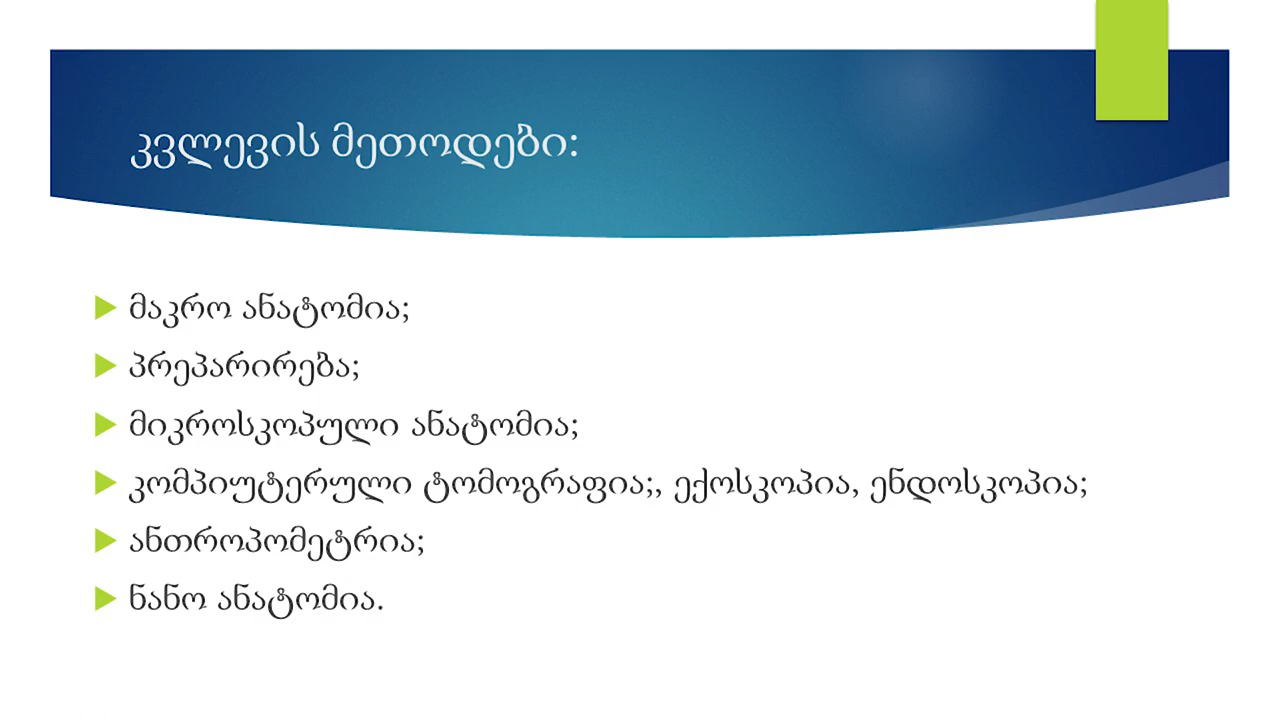 კვლევის მეთოდები:
მაკრო ანატომია;
პრეპარირება;
მიკროსკოპული ანატომია;
კომპიუტერული ტომოგრაფია;, ექოსკოპია, ენდოსკოპია;
ანთროპომეტრია;
ნანო ანატომია.